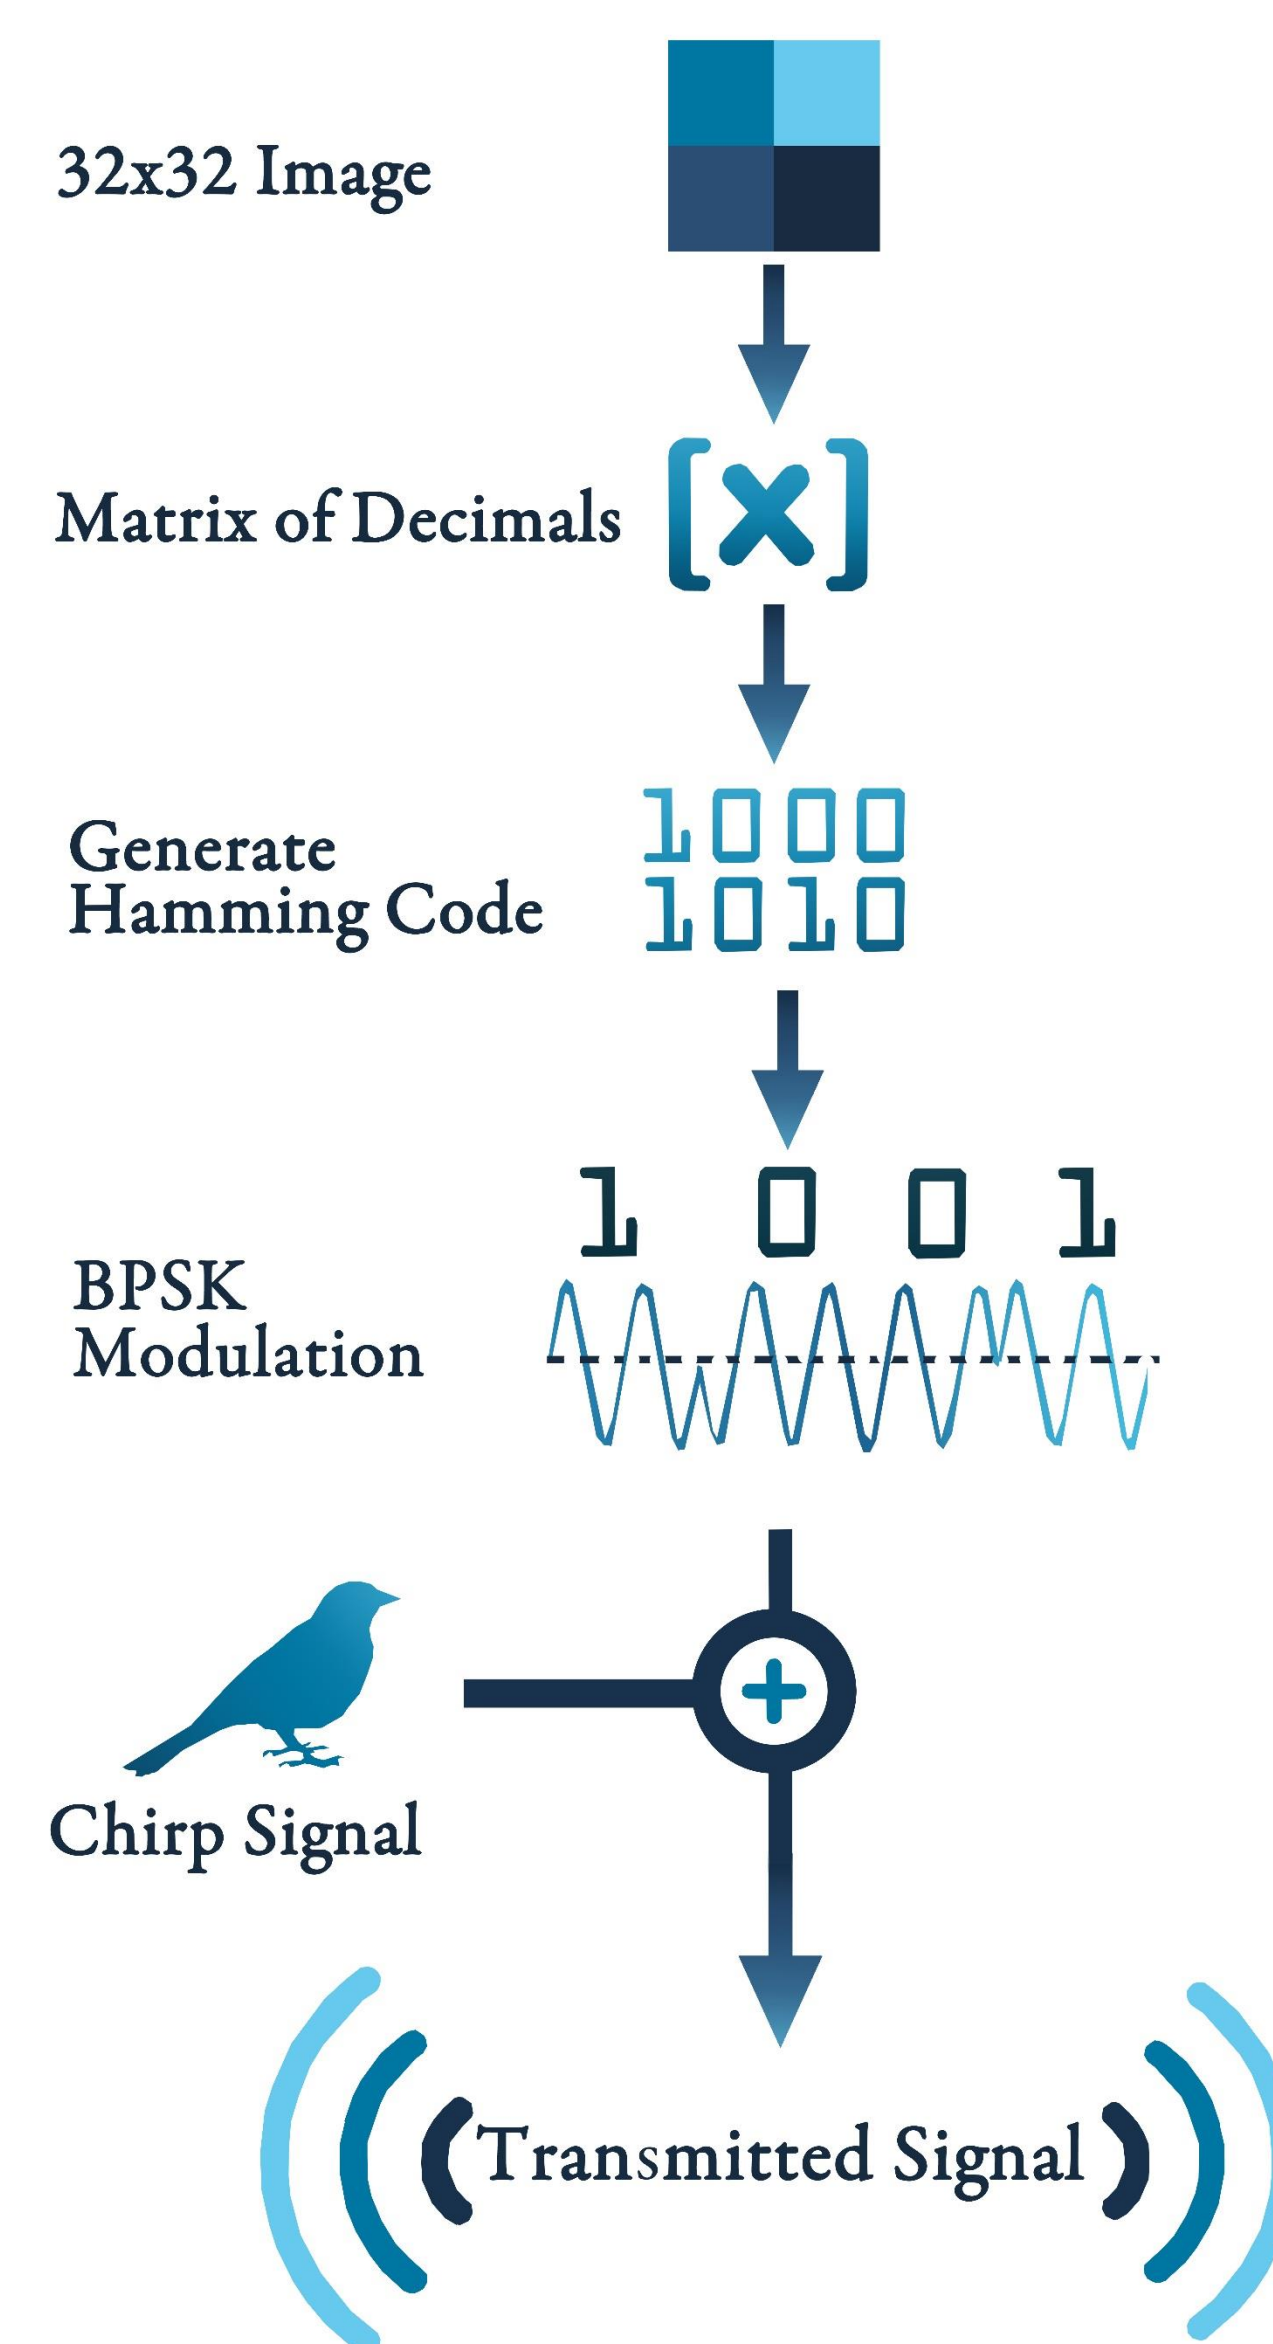 32x32 Image
Matrix of Decimals
[x]
Generate
Hamming Code
1000
1010
1 0 0 1
BPSK
Modulation
+
Chirp Signal
Transmitted Signal